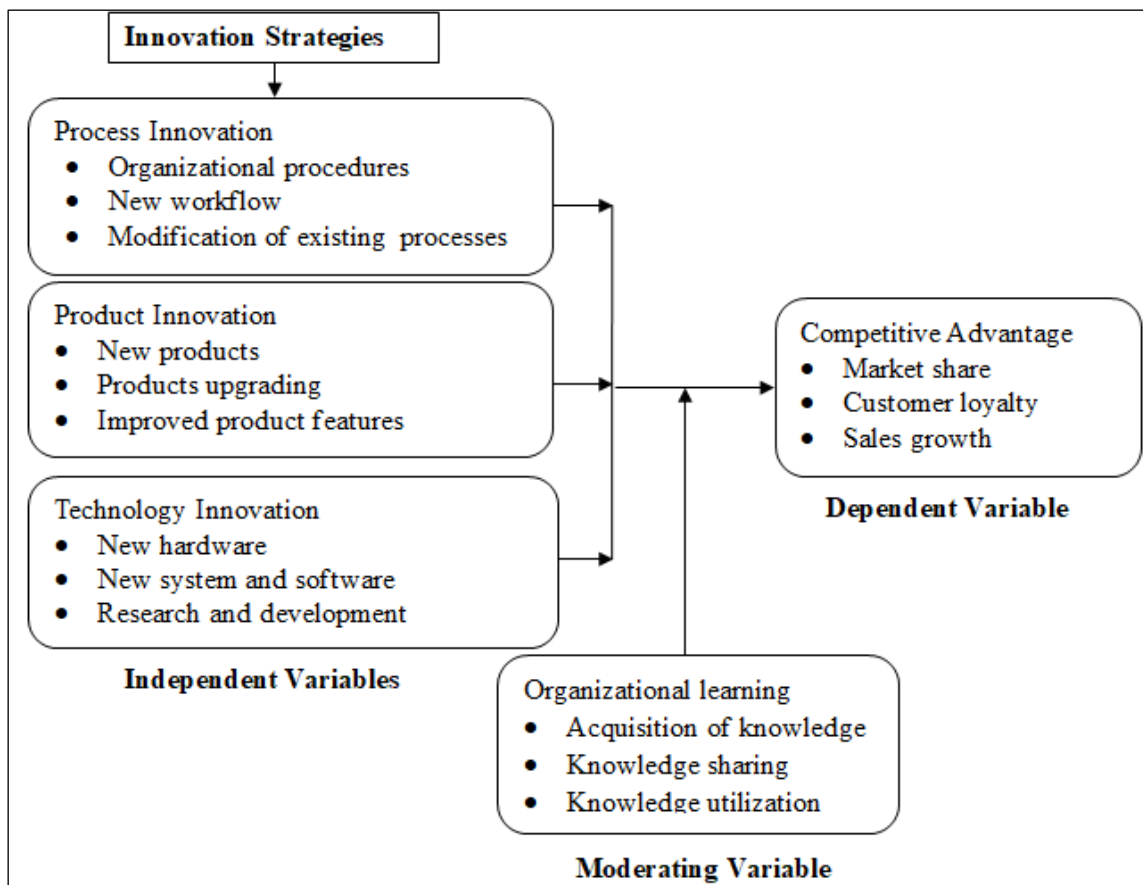 Innovation Strategies
Process Innovation
• Organizational procedures
• New workflow
• Modification of existing processes
Product Innovation
• New products
• Products upgrading
• Improved product features
Technology Innovation
• New hardware
• New system and software
• Research and development
Independent Variables
Competitive Advantage
• Market share
• Customer loyalty
• Sales growth
Dependent Variable
Organizational learning
• Acquisition of knowledge
• Knowledge sharing
• Knowledge utilization
Moderating Variable